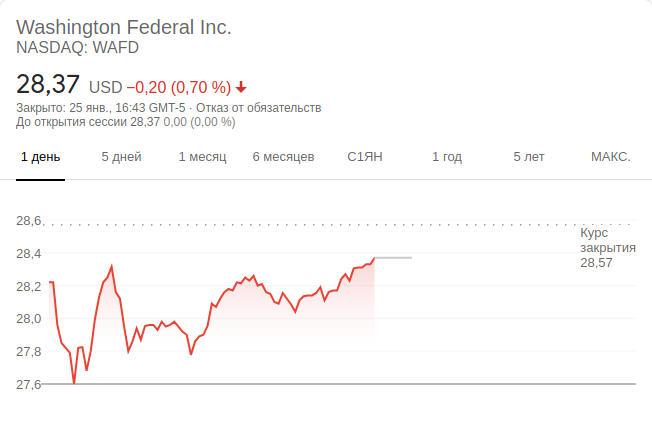 Washington Federal Inc.
NASDAQ: WAFD
28,37 USD −0,20 (0,70 %)
Закрыто: 25 янв., 16:43 GMT-5 · Отказ от обязательств
До открытия сессии 28,37 0,00 (0,00 %)
1 день 5 дней 1 месяц 6 месяцев С1ЯН 1 год 5 лет МАКС.
28,6
Курс
закрытия
28,57
28,4
28,2
28,0
27,8
27,6